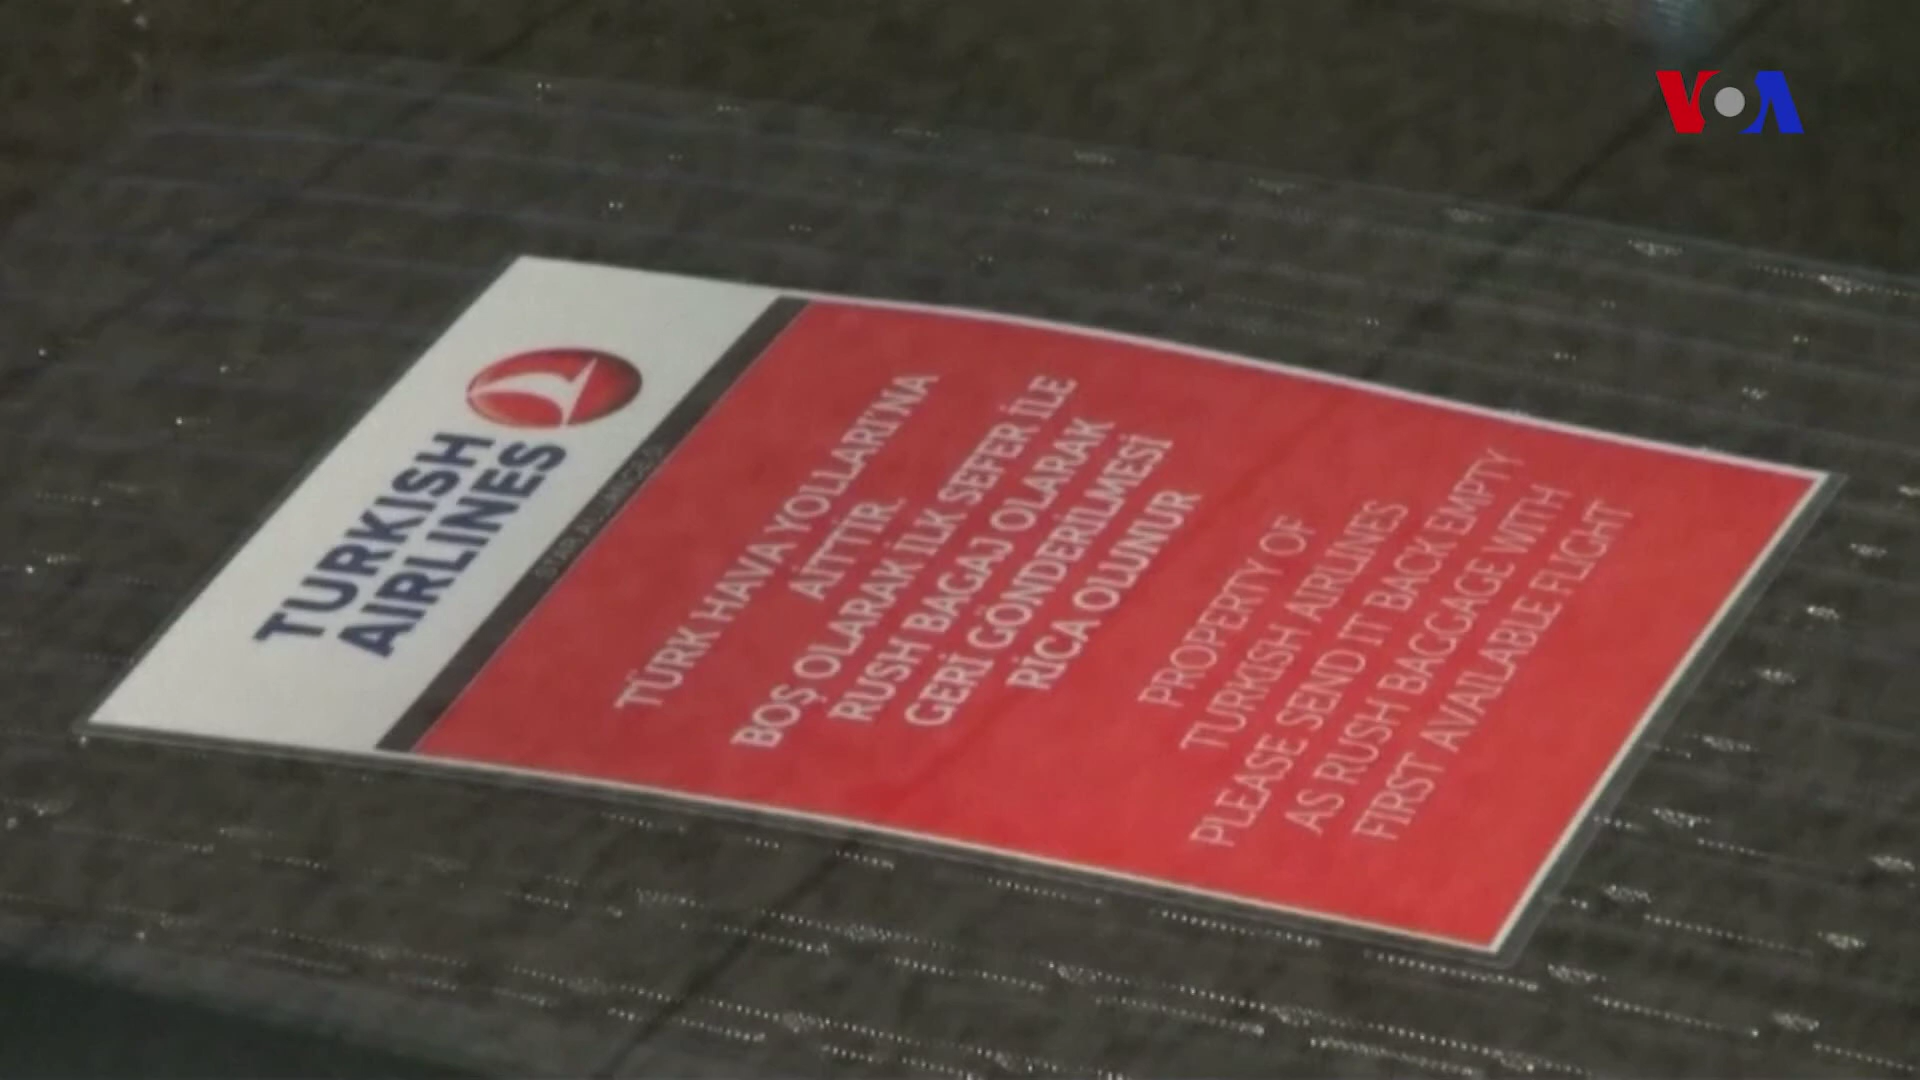 VOA
TURKISH
AIRLINES
TÜRK HAVA YOLLARI'NA
AİTTİR.
BOŞ OLARAK İLK SEFER İLE
RUSH BAGAJ OLARAK
GERİ GÖNDERİLMESİ
RİCA OLUNUR
PROPERTY OF
TURKISH AIRLINES
PLEASE SEND IT BACK EMPTY
AS RUSH BAGGAGE WITH
FIRST AVAILABLE FLIGHT